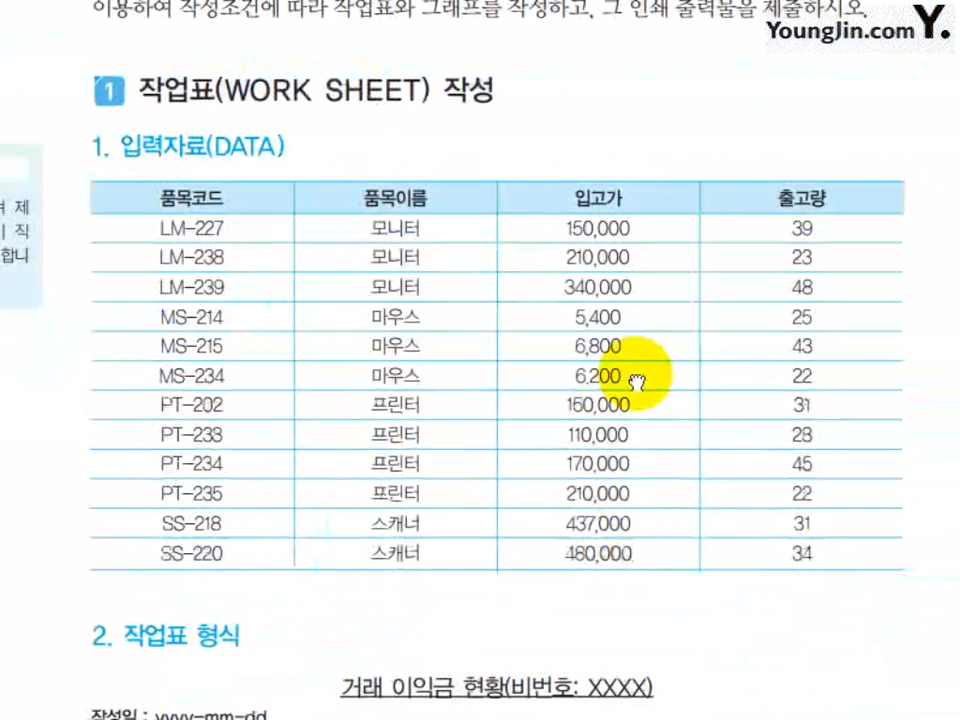 이용하여 작성조건에 따라 작업표와 그래프를 작성하고, 그 인쇄 출력물을 제출하시오.
YoungJin.com Y.
1 작업표(WORK SHEET) 작성
1. 입력자료(DATA)
제
직
합니
품목코드 품목이름 입고가 출고량
LM-227 모니터 150,000 39
LM-238 모니터 210,000 23
LM-239 모니터 340,000 48
MS-214 마우스 5,400 25
MS-215 마우스 6,800 43
MS-234 마우스 6,200 22
PT-202 프린터 150,000 31
PT-233 프린터 110,000 23
PT-234 프린터 170,000 45
PT-235 프린터 210,000 22
SS-218 스캐너 437,000 31
SS-220 스캐너 480,000 34
2. 작업표 형식
거래 이익금 현황(비번호: XXXX)
작성일 : yyyy-mm-dd